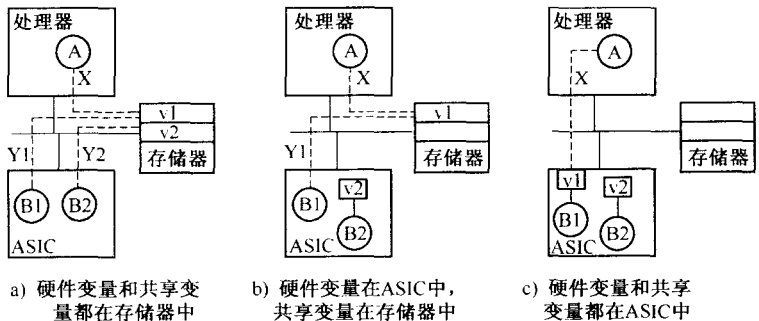 处理器
A
X
v1
v2
存储器
Y1
Y2
B1
B2
ASIC
a) 硬件变量和共享变
量都在存储器中
处理器
A
X
v1
存储器
Y1
v2
B1
B2
ASIC
b) 硬件变量在ASIC中,
共享变量在存储器中
处理器
A
X
存储器
v1
v2
B1
B2
ASIC
c) 硬件变量和共享
变量都在ASIC中